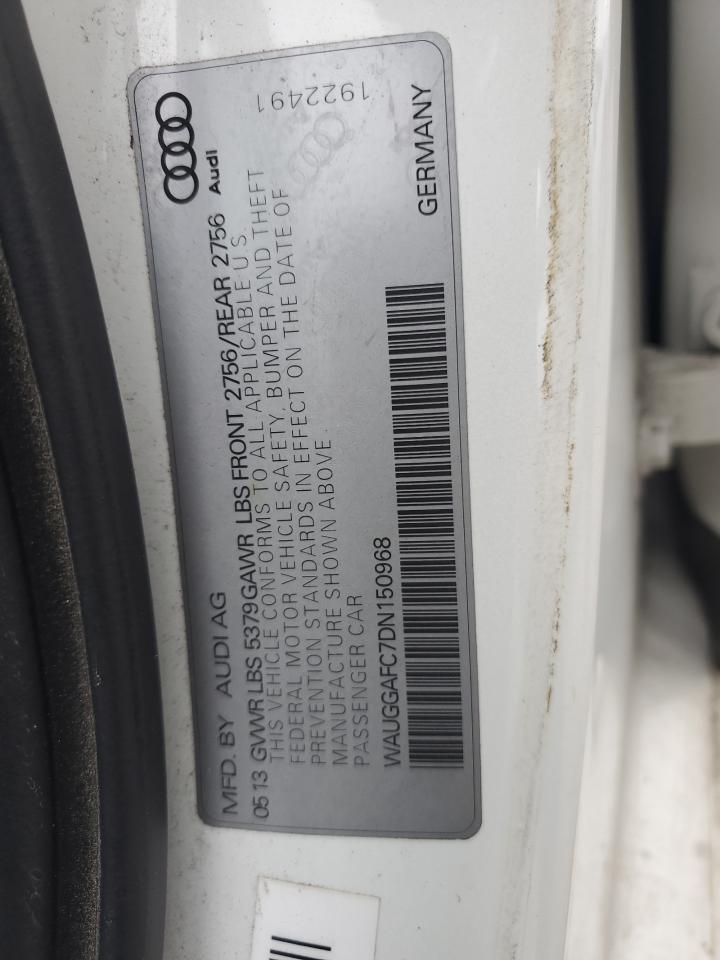 MFD. BY AUDI AG
Audi
0513 GVWR LBS 5379 GAWR LBS FRONT 2756/REAR 2756
THIS VEHICLE CONFORMS TO ALL APPLICABLE U S
FEDERAL MOTOR VEHICLE SAFETY, BUMPER AND THEFT
PREVENTION STANDARDS IN EFFECT ON THE DATE OF
MANUFACTURE SHOWN ABOVE.
PASSENGER CAR
1922491
WAUGGAFC7DN150968
GERMANY